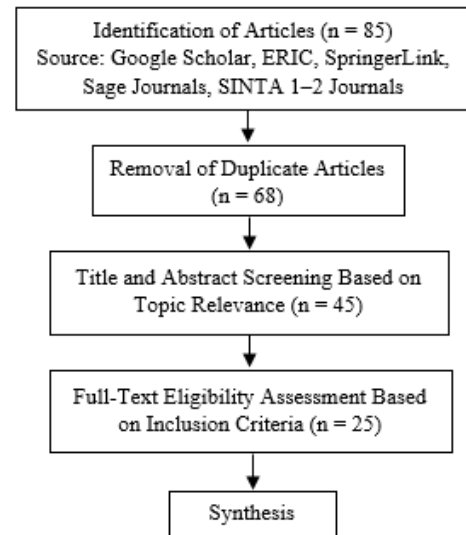 Identification of Articles (n = 85)
Source: Google Scholar, ERIC, SpringerLink,
Sage Journals, SINTA 1–2 Journals
Removal of Duplicate Articles
(n = 68)
Title and Abstract Screening Based on
Topic Relevance (n = 45)
Full-Text Eligibility Assessment Based
on Inclusion Criteria (n = 25)
Synthesis